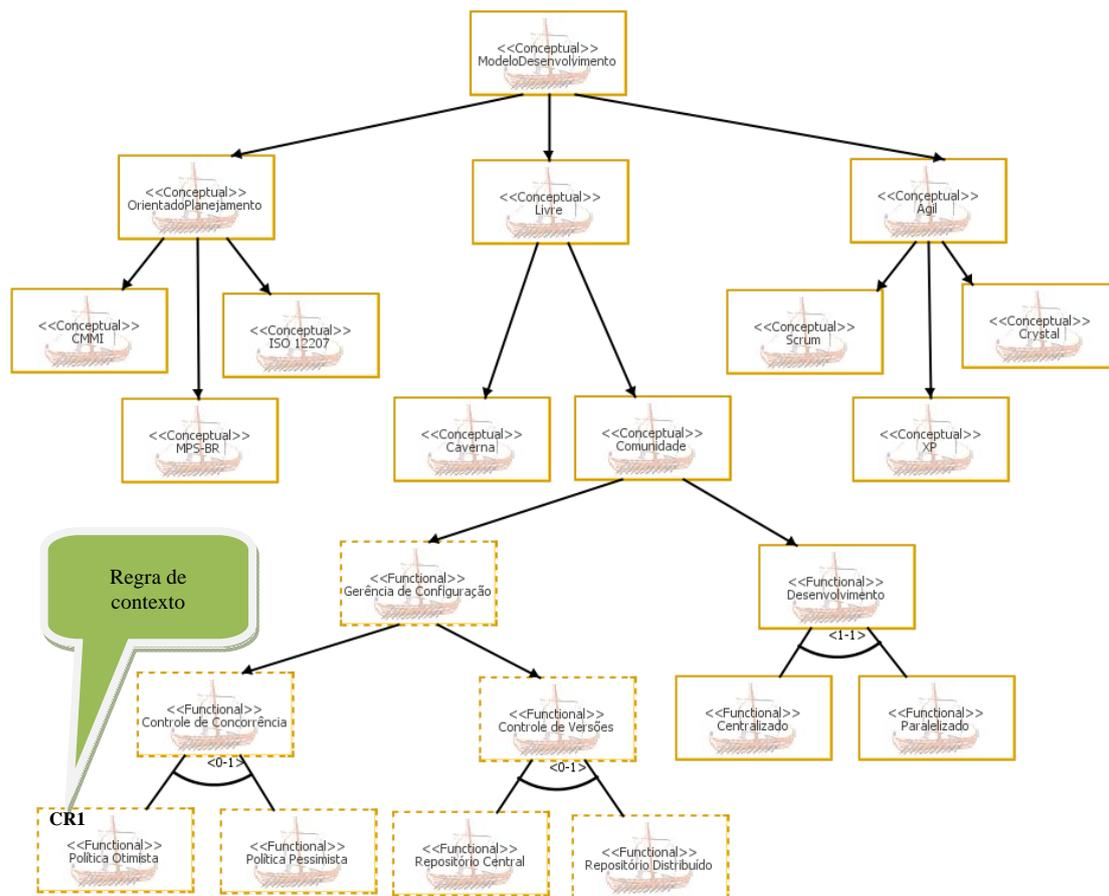 <<Conceptual>>
ModeloDesenvolvimento
<<Conceptual>>
OrientadoPlanejamento
<<Conceptual>>
Livre
<<Conceptual>>
Agil
<<Conceptual>>
CMMI
<<Conceptual>>
ISO 12207
<<Conceptual>>
Scrum
<<Conceptual>>
Crystal
<<Conceptual>>
MPS-BR
<<Conceptual>>
Caverna
<<Conceptual>>
Comunidade
<<Conceptual>>
XP
Regra de
contexto
<<Functional>>
Gerência de Configuração
<<Functional>>
Desenvolvimento
<1-1>
<<Functional>>
Controle de Concorrência
<0-1>
<<Functional>>
Controle de Versões
<0-1>
<<Functional>>
Centralizado
<<Functional>>
Paralelizado
CR1
<<Functional>>
Política Otimista
<<Functional>>
Política Pessimista
<<Functional>>
Repositório Central
<<Functional>>
Repositório Distribuído